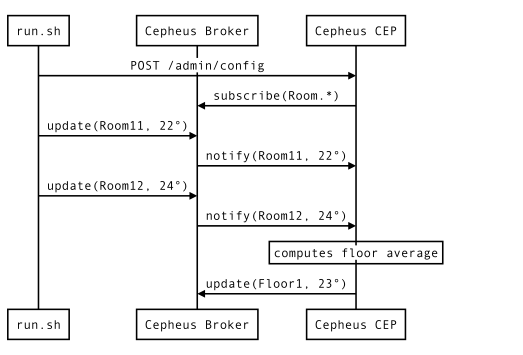 run.sh
Cepheus Broker
Cepheus CEP
POST /admin/config
subscribe(Room.*)
update(Room11, 22°)
notify(Room11, 22°)
update(Room12, 24°)
notify(Room12, 24°)
computes floor average
update(Floor1, 23°)
run.sh
Cepheus Broker
Cepheus CEP